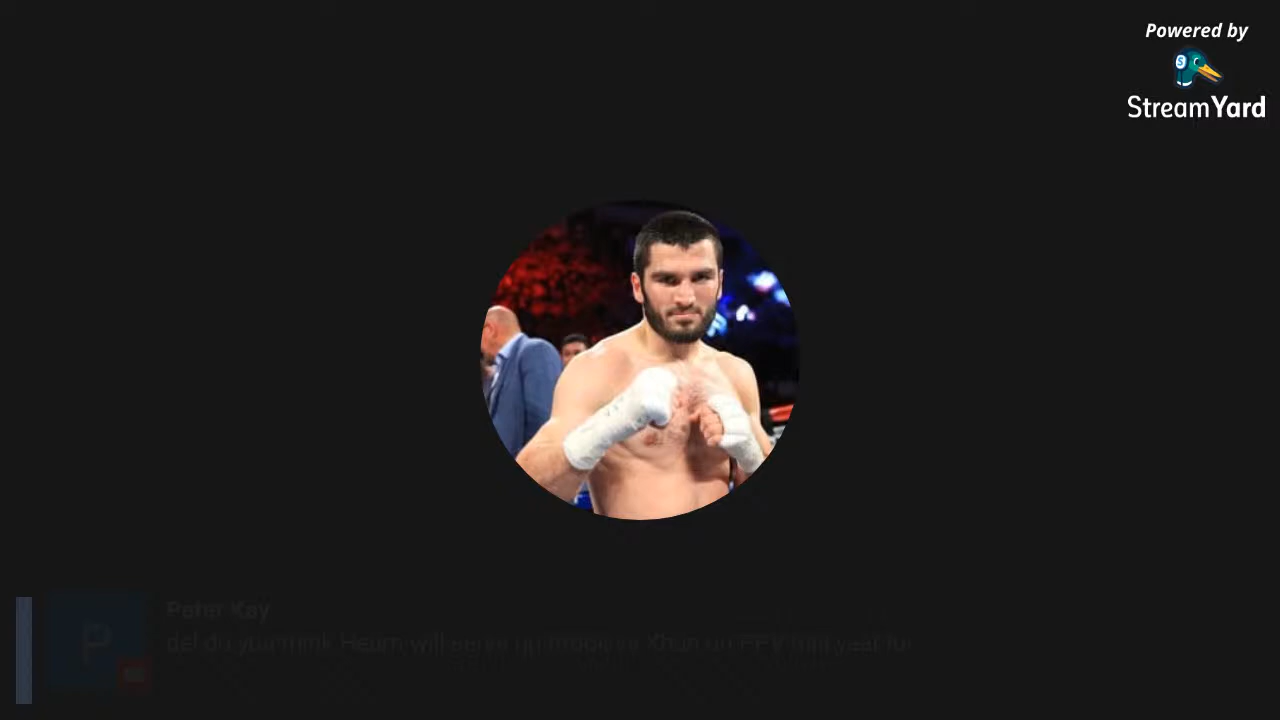 Powered by
StreamYard
Peter Kay
del do you think Hearn will serve up Brook vs Khan on PPV this year for